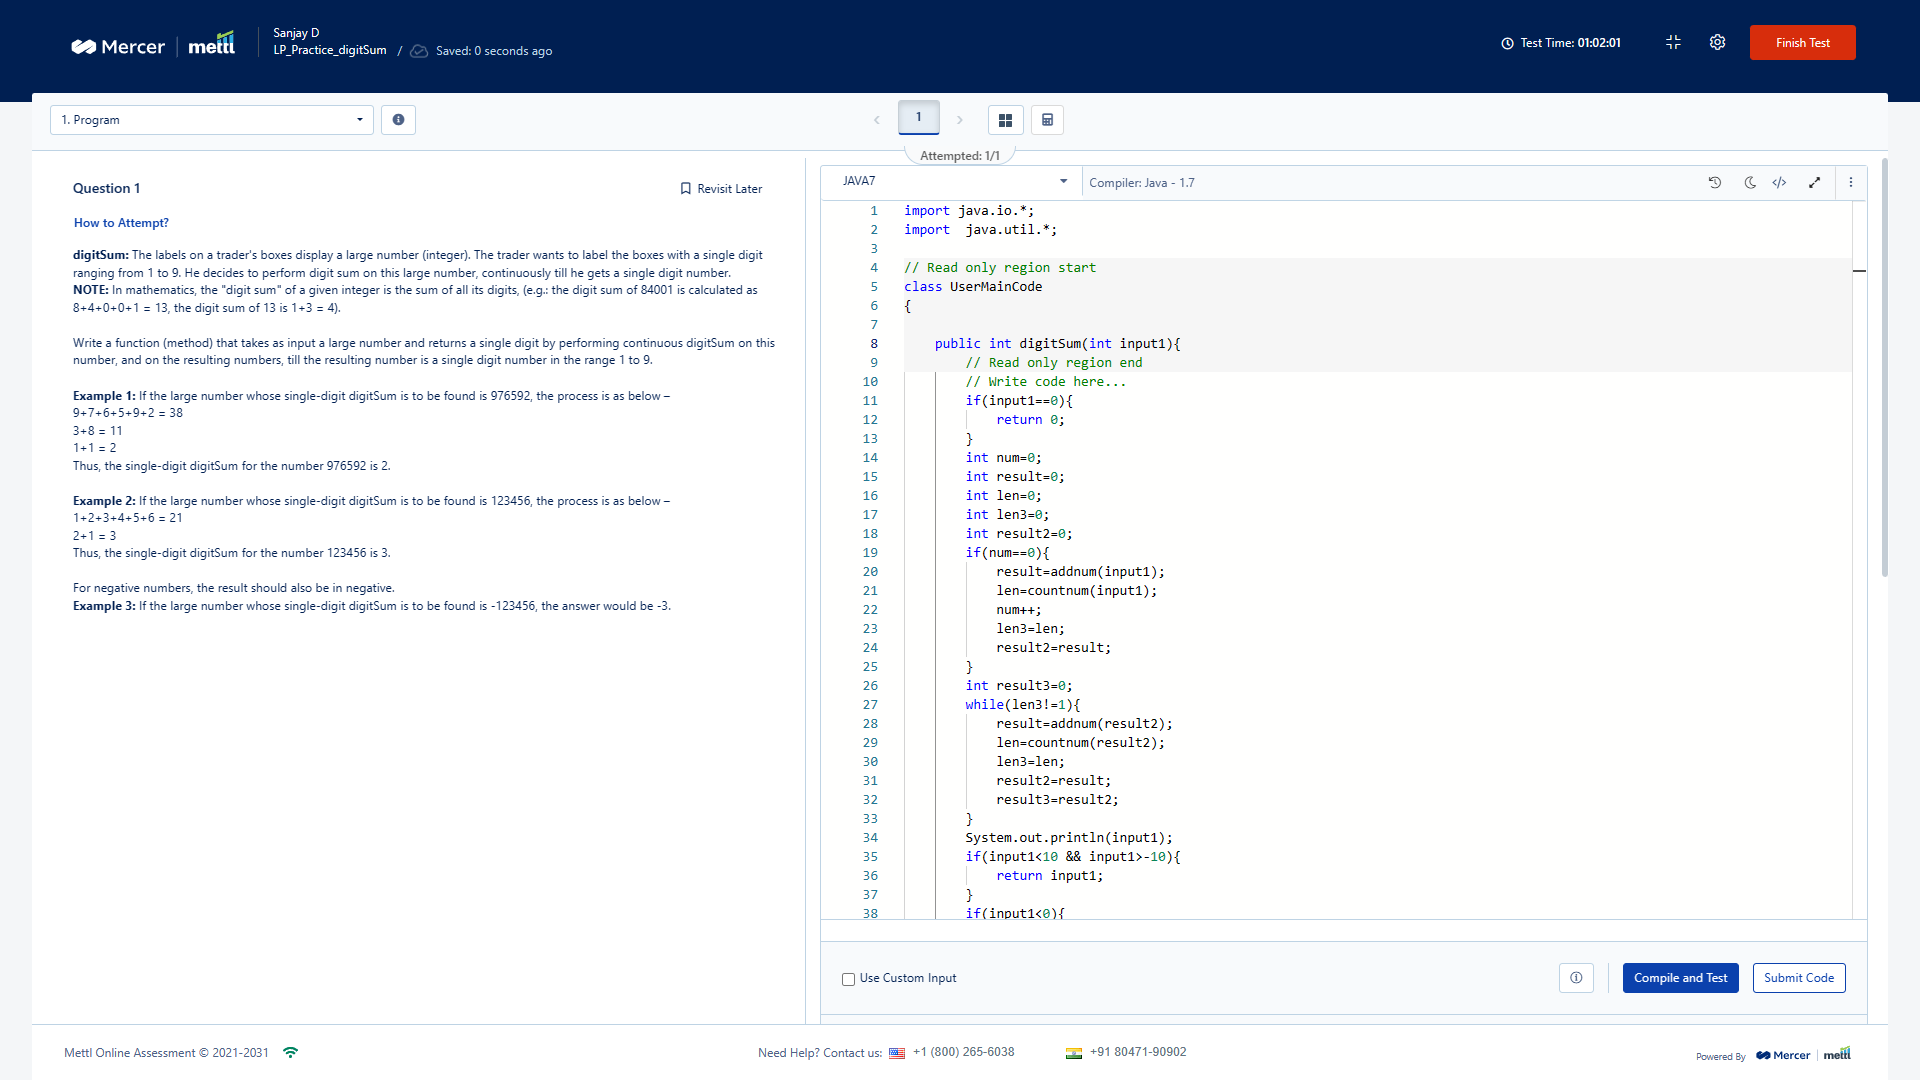 Mercer | mettl
Sanjay D
LP_Practice_digitSum / Saved: 0 seconds ago
Test Time: 01:02:01
Finish Test
1. Program
1
Attempted: 1/1
Question 1
Revisit Later
How to Attempt?
digitSum: The labels on a trader's boxes display a large number (integer). The trader wants to label the boxes with a single digit
ranging from 1 to 9. He decides to perform digit sum on this large number, continuously till he gets a single digit number.
NOTE: In mathematics, the "digit sum" of a given integer is the sum of all its digits, (e.g.: the digit sum of 84001 is calculated as
8+4+0+0+1 = 13, the digit sum of 13 is 1+3 = 4).
Write a function (method) that takes as input a large number and returns a single digit by performing continuous digitSum on this
number, and on the resulting numbers, till the resulting number is a single digit number in the range 1 to 9.
Example 1: If the large number whose single-digit digitSum is to be found is 976592, the process is as below –
9+7+6+5+9+2 = 38
3+8 = 11
1+1 = 2
Thus, the single-digit digitSum for the number 976592 is 2.
Example 2: If the large number whose single-digit digitSum is to be found is 123456, the process is as below –
1+2+3+4+5+6 = 21
2+1 = 3
Thus, the single-digit digitSum for the number 123456 is 3.
For negative numbers, the result should also be in negative.
Example 3: If the large number whose single-digit digitSum is to be found is -123456, the answer would be -3.
JAVA7
Compiler: Java - 1.7
1 import java.io.*;
2 import  java.util.*;
3
4 // Read only region start
5 class UserMainCode
6 {
7
8     public int digitSum(int input1){
9         // Read only region end
10         // Write code here...
11         if(input1==0){
12             return 0;
13         }
14         int num=0;
15         int result=0;
16         int len=0;
17         int len3=0;
18         int result2=0;
19         if(num==0){
20             result=addnum(input1);
21             len=countnum(input1);
22             num++;
23             len3=len;
24             result2=result;
25         }
26         int result3=0;
27         while(len3!=1){
28             result=addnum(result2);
29             len=countnum(result2);
30             len3=len;
31             result2=result;
32             result3=result2;
33         }
34         System.out.println(input1);
35         if(input1<10 && input1>-10){
36             return input1;
37         }
38         if(input1<0){
Use Custom Input
Compile and Test
Submit Code
Mettl Online Assessment © 2021-2031
Need Help? Contact us: +1 (800) 265-6038
+91 80471-90902
Powered By Mercer | mettl